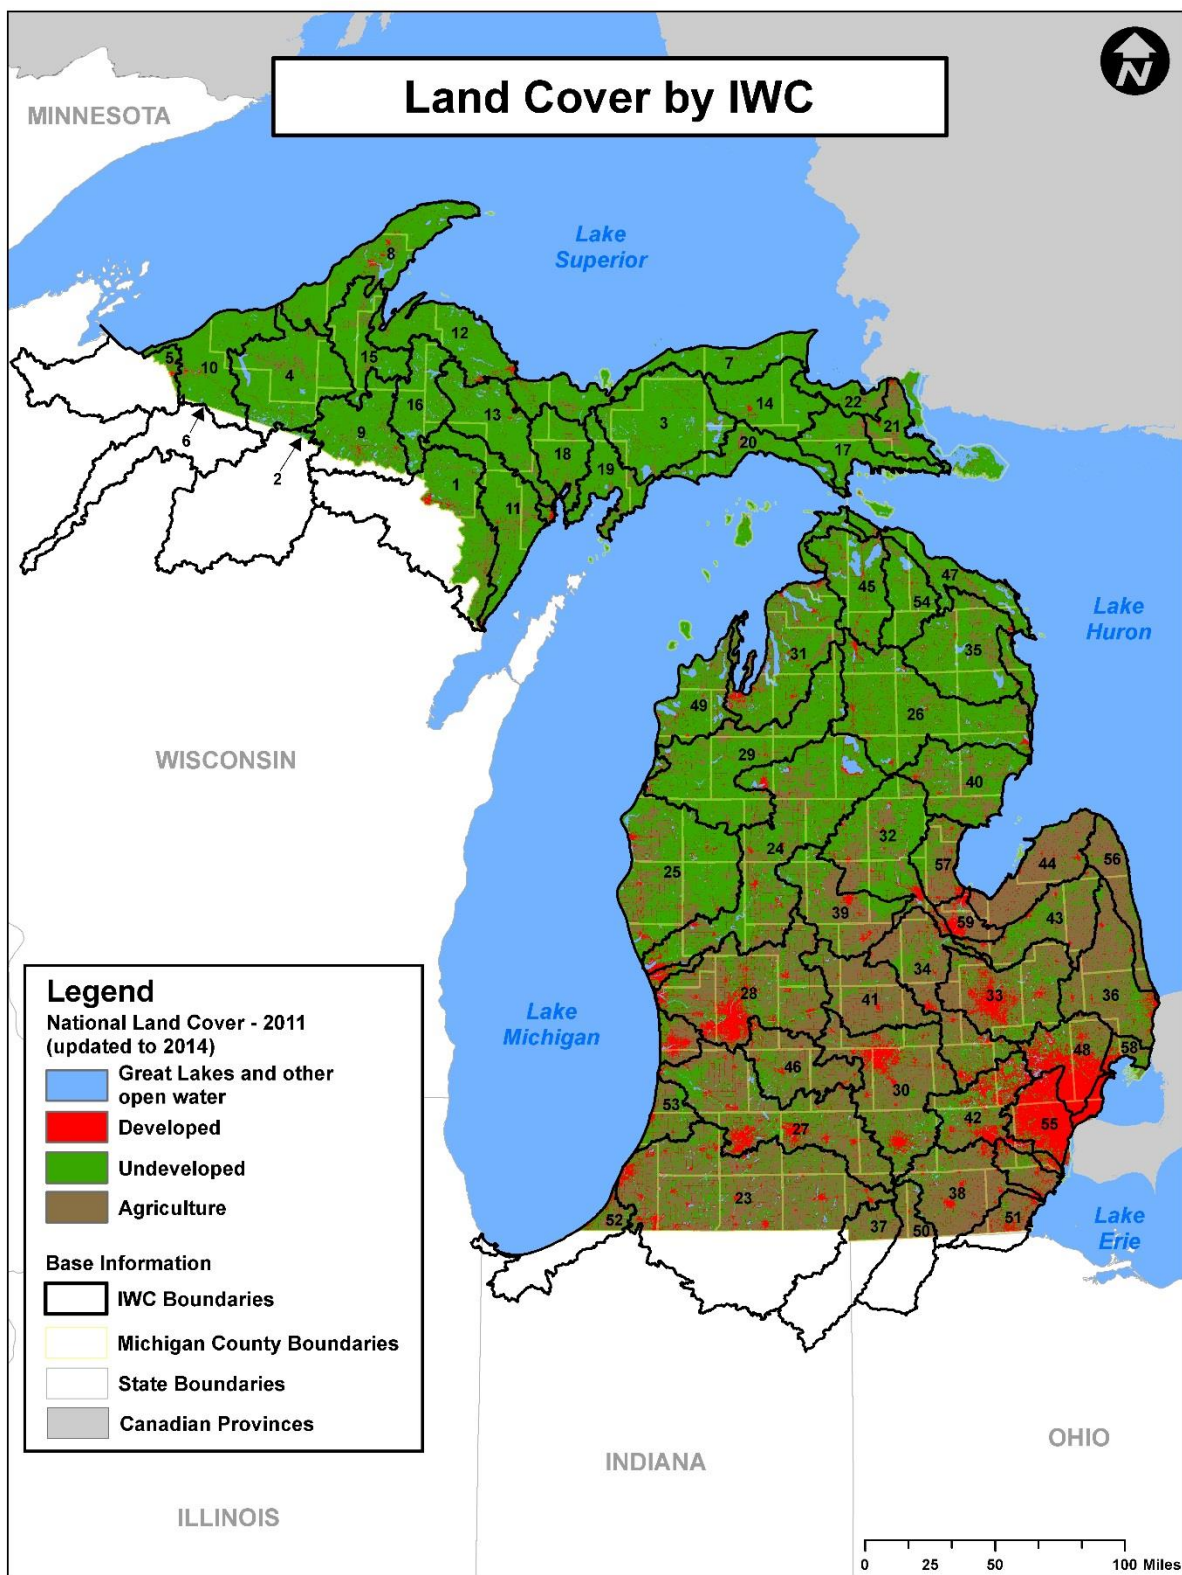 Land Cover by IWC
N
MINNESOTA
Lake
Superior
8
12
7
5
10
15
4
16
13
3
14
22
21
6
9
18
20
17
2
19
1
11
45
47
54
Lake
Huron
31
35
49
26
29
40
WISCONSIN
24
32
25
57
44
56
39
59
43
34
28
41
33
36
Lake
Michigan
48
58
46
30
53
42
55
27
23
38
52
37
50
51
Lake
Erie
Legend
National Land Cover - 2011
(updated to 2014)
Great Lakes and other
open water
Developed
Undeveloped
Agriculture
Base Information
IWC Boundaries
Michigan County Boundaries
State Boundaries
Canadian Provinces
OHIO
INDIANA
ILLINOIS
0 25 50 100 Miles